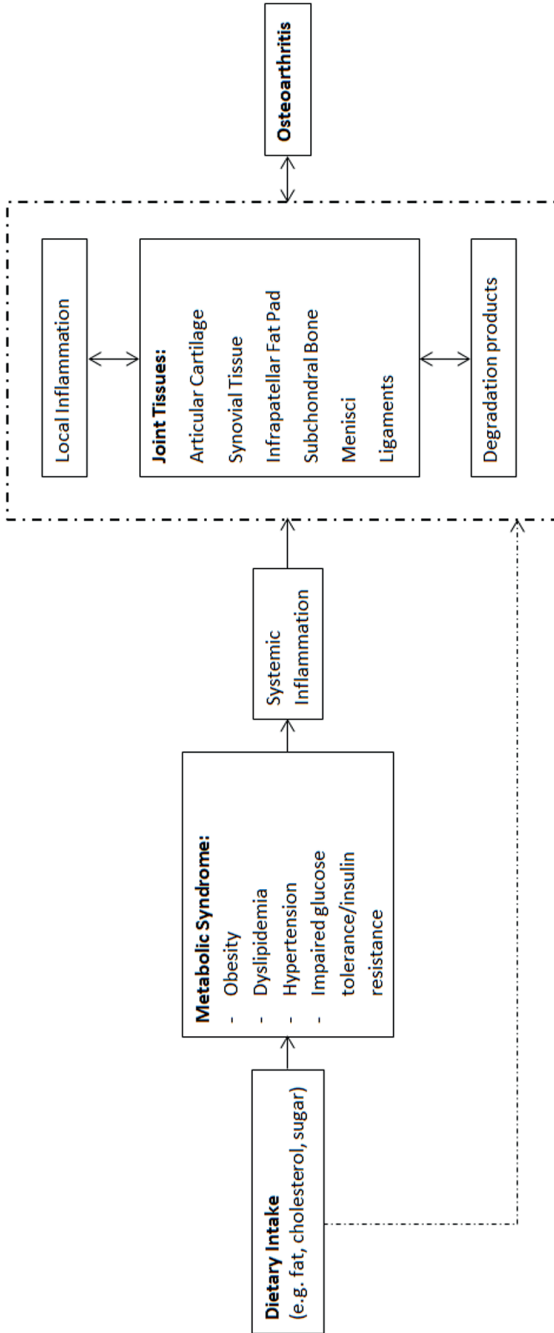 Dietary Intake
(e.g. fat, cholesterol, sugar)
Metabolic Syndrome:
- Obesity
- Dyslipidemia
- Hypertension
- Impaired glucose
tolerance/insulin
resistance
Systemic
Inflammation
Local Inflammation
Joint Tissues:
Articular Cartilage
Synovial Tissue
Infrapatellar Fat Pad
Subchondral Bone
Menisci
Ligaments
Degradation products
Osteoarthritis